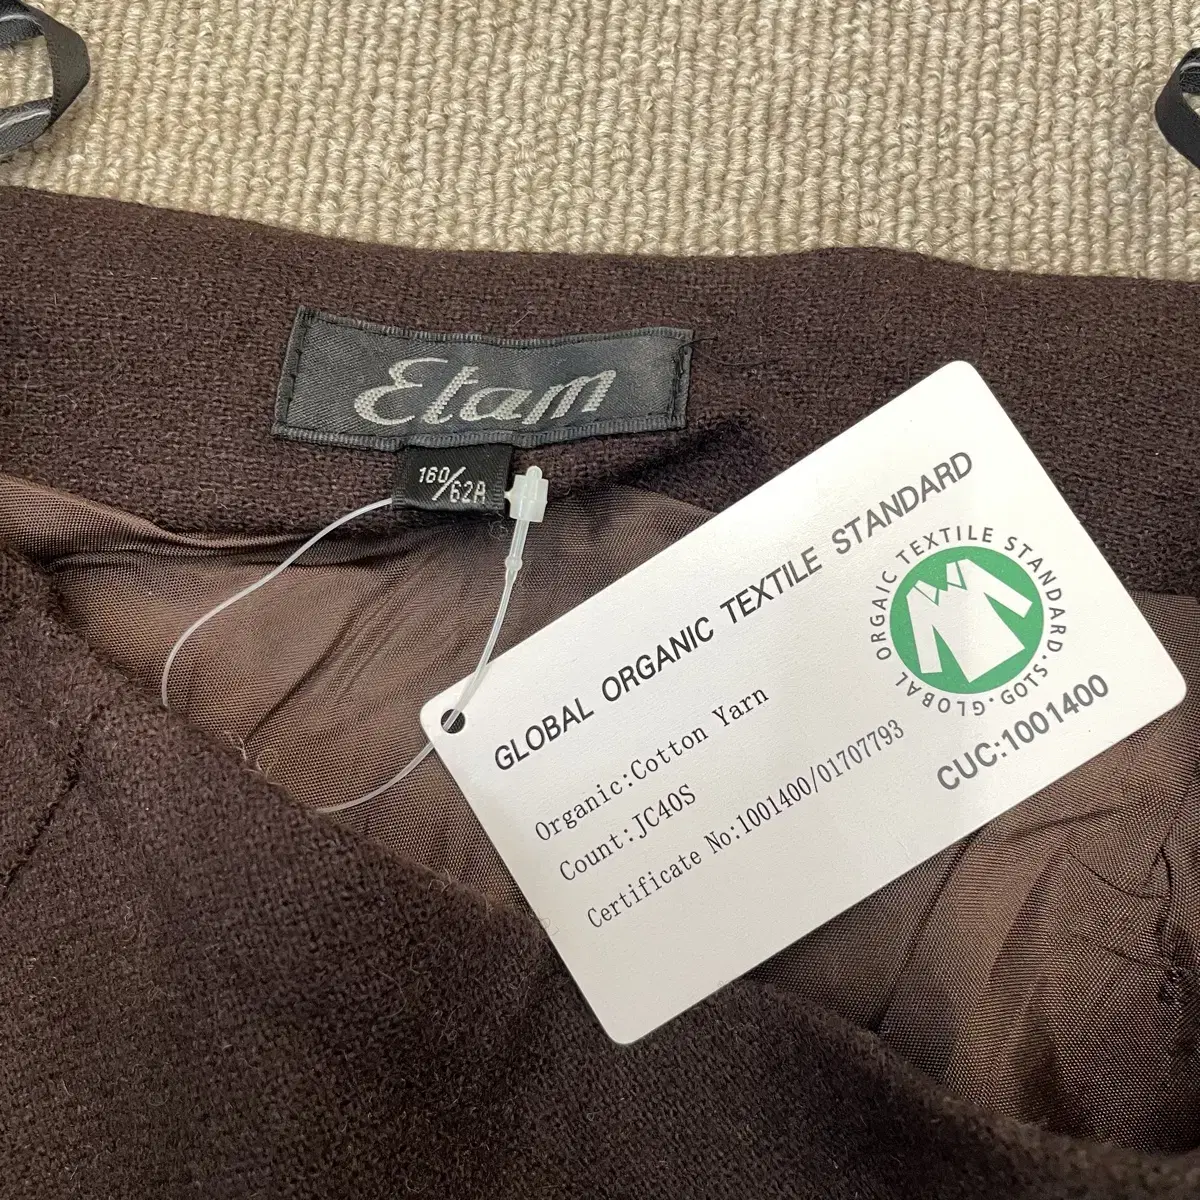 Etam
160/62A
GLOBAL ORGANIC TEXTILE STANDARD
Organic:Cotton Yarn
Count:JC40S
Certificate No:1001400/01707793
GLOBAL ORGAIC TEXTILE STANDARD·GOTS·
CUC:1001400